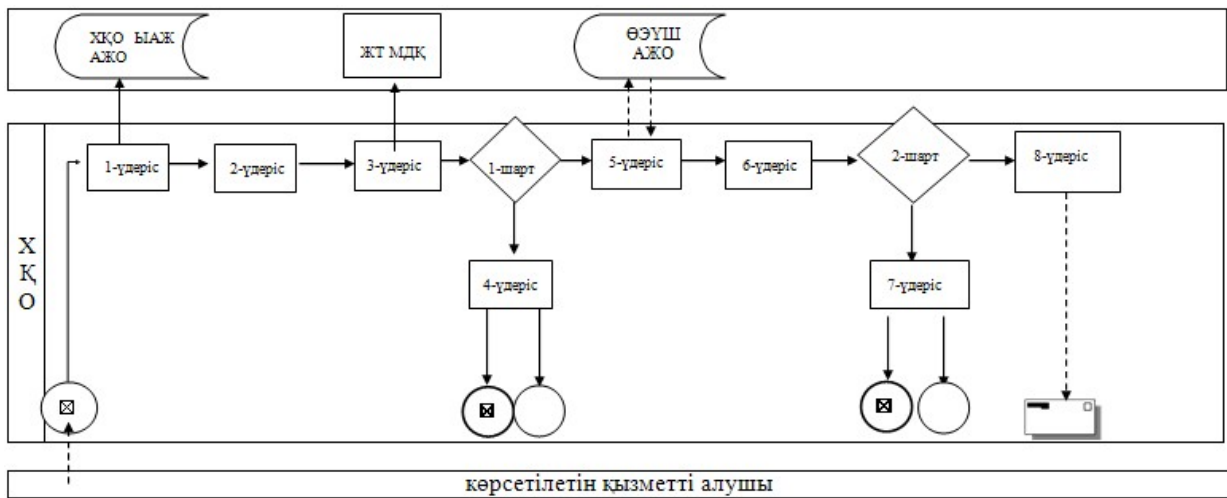 ХҚО ЫАЖ
АЖО
ЖТ МДҚ
ӨЭҮШ
АЖО
1-үдеріс
2-үдеріс
3-үдеріс
1-шарт
5-үдеріс
6-үдеріс
2-шарт
8-үдеріс
Х
Қ
О
4-үдеріс
7-үдеріс
көрсетілетін қызметті алушы